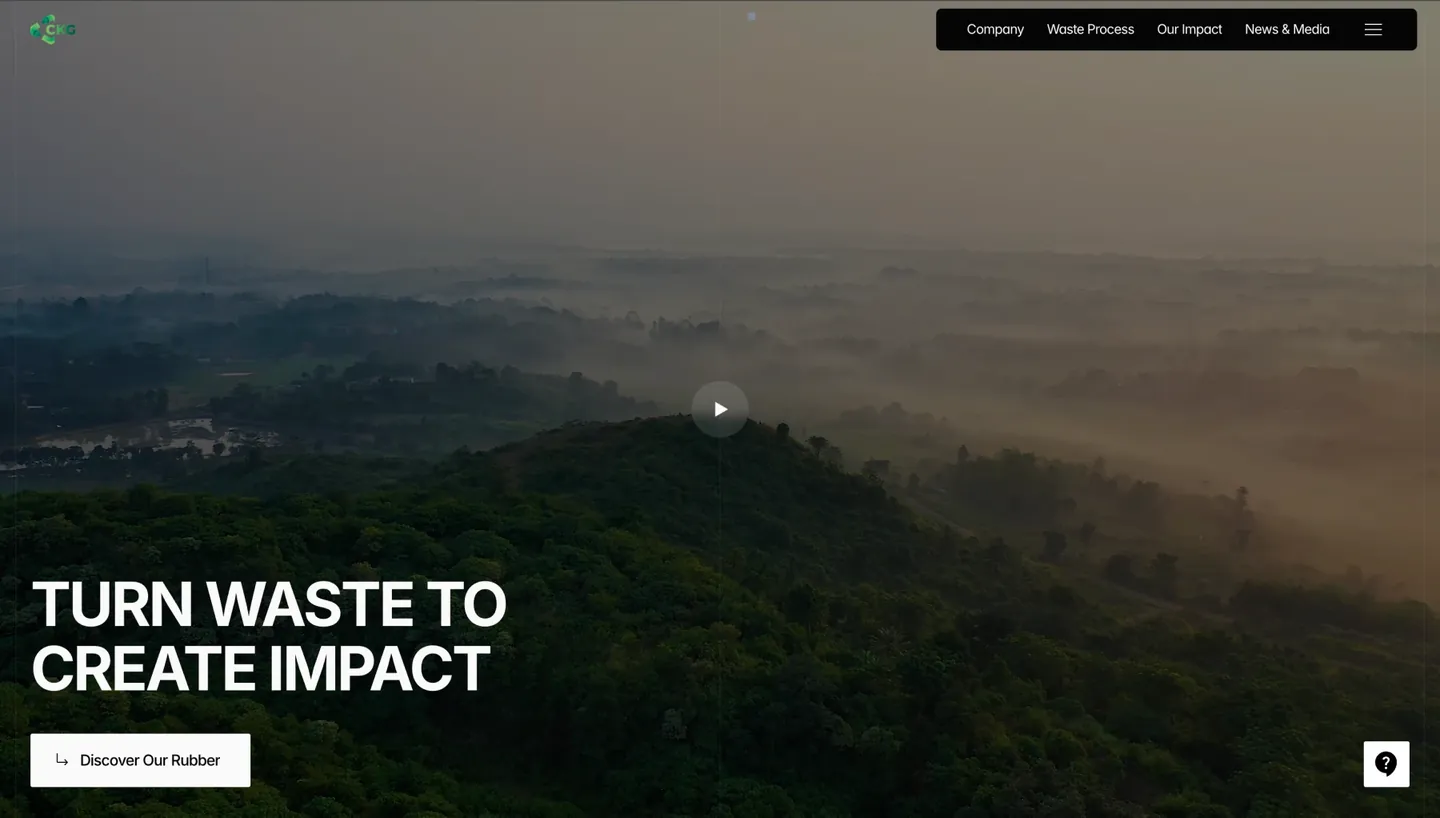 CKG
Company
Waste Process
Our Impact
News & Media
TURN WASTE TO
CREATE IMPACT
Discover Our Rubber
?